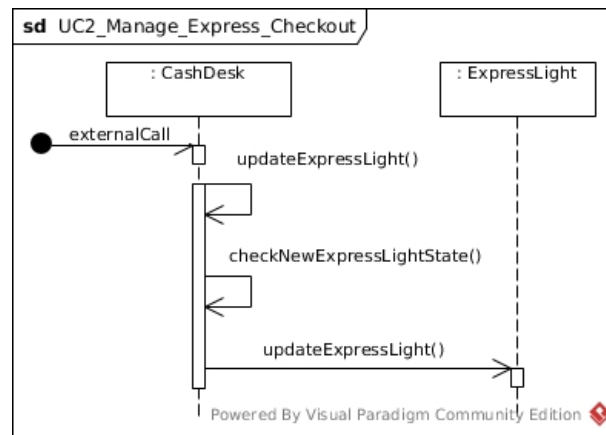 sd UC2_Manage_Express_Checkout
: CashDesk
: ExpressLight
externalCall
updateExpressLight()
checkNewExpressLightState()
updateExpressLight()
Powered By Visual Paradigm Community Edition